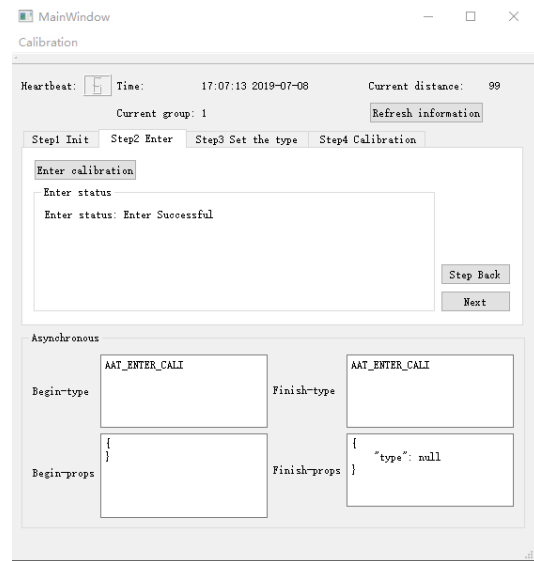 MainWindow
Calibration
Heartbeat: 6 Time: 17:07:13 2019-07-08 Current distance: 99
Current group: 1 Refresh information
Step1 Init Step2 Enter Step3 Set the type Step4 Calibration
Enter calibration
Enter status
Enter status: Enter Successful
Step Back
Next
Asynchronous
AAT_ENTER_CALI AAT_ENTER_CALI
Begin-type Finish-type
{ {
} "type": null
Begin-props Finish-props }